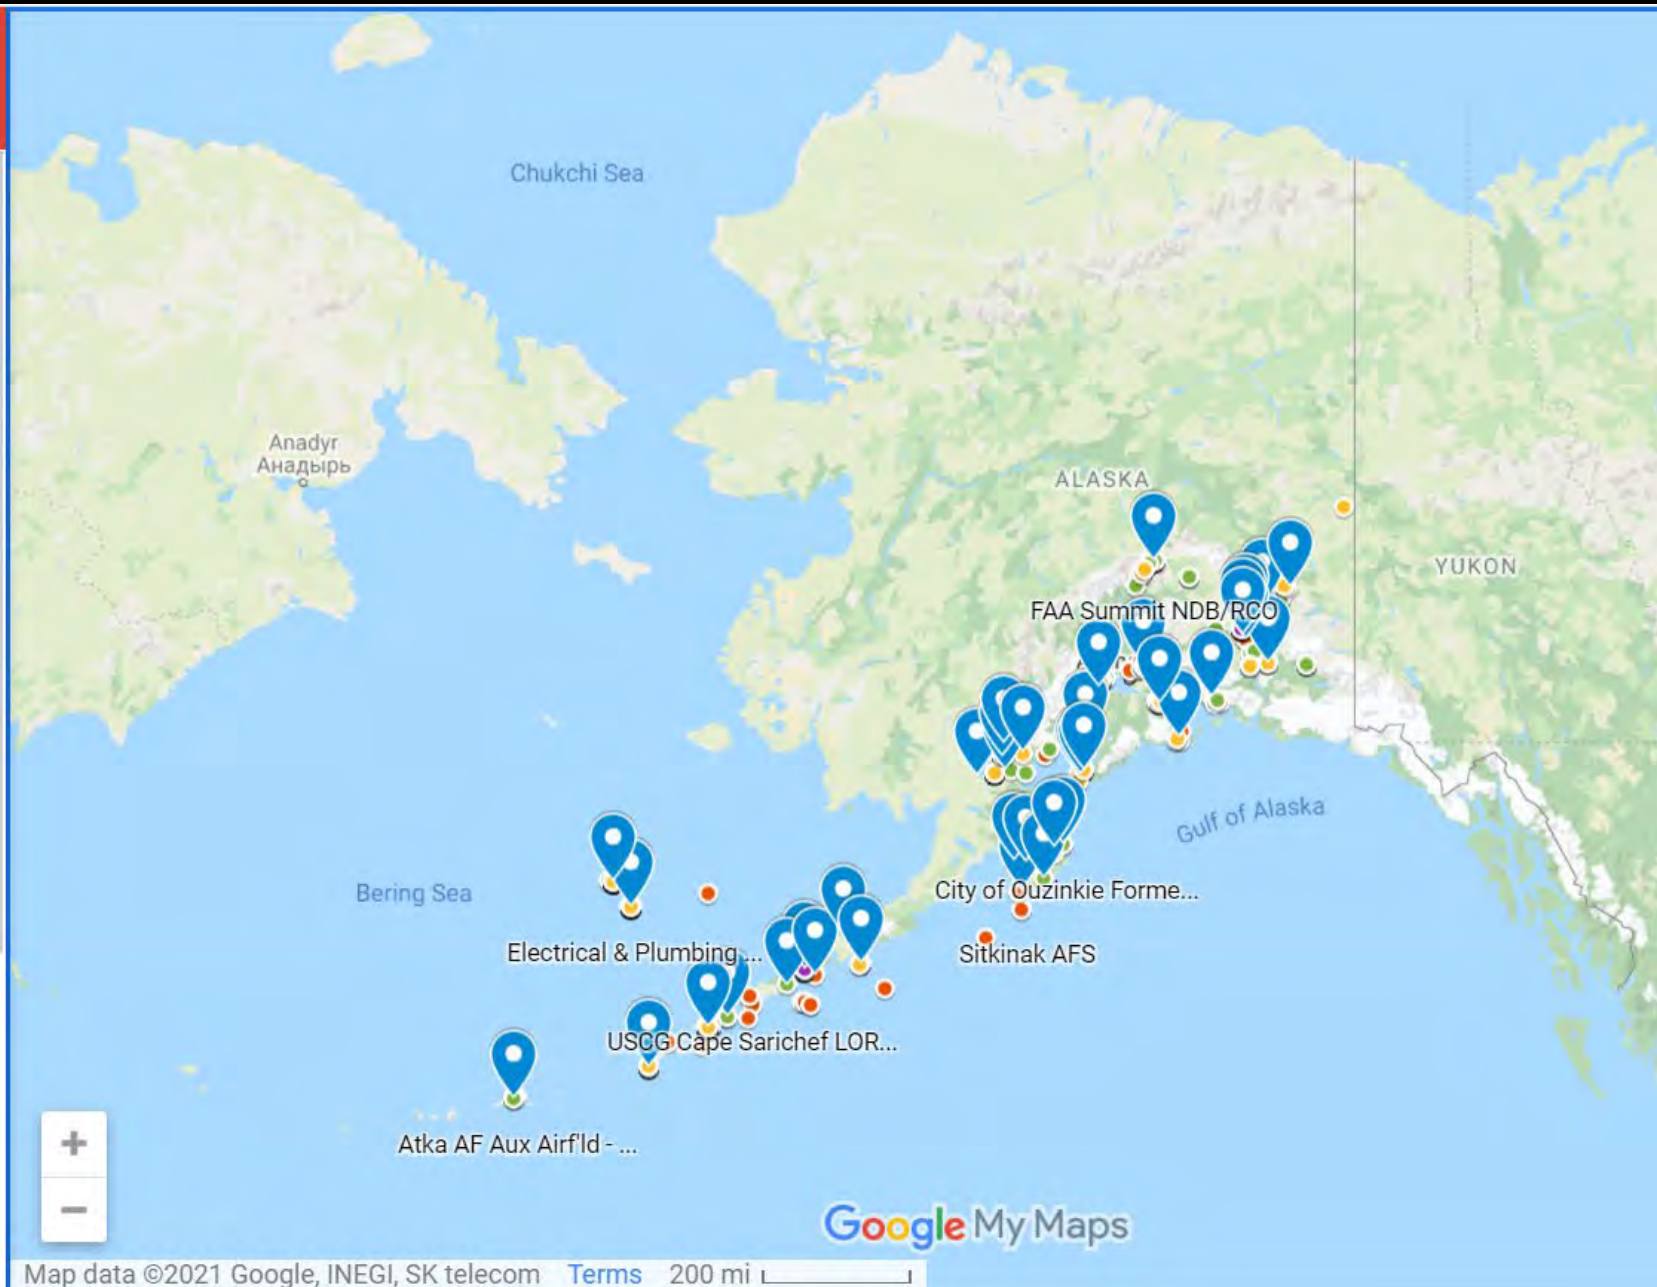 Chukchi Sea
Anadyr
Анадырь
ALASKA
YUKON
FAA Summit NDB/RCO
Gulf of Alaska
Bering Sea
City of Ouzinkie Forme...
Electrical & Plumbing ...
Sitkinak AFS
USCG Cape Sarichef LOR...
Atka AF Aux Airf'ld - ...
+
−
Google My Maps
Map data ©2021 Google, INEGI, SK telecom Terms 200 mi